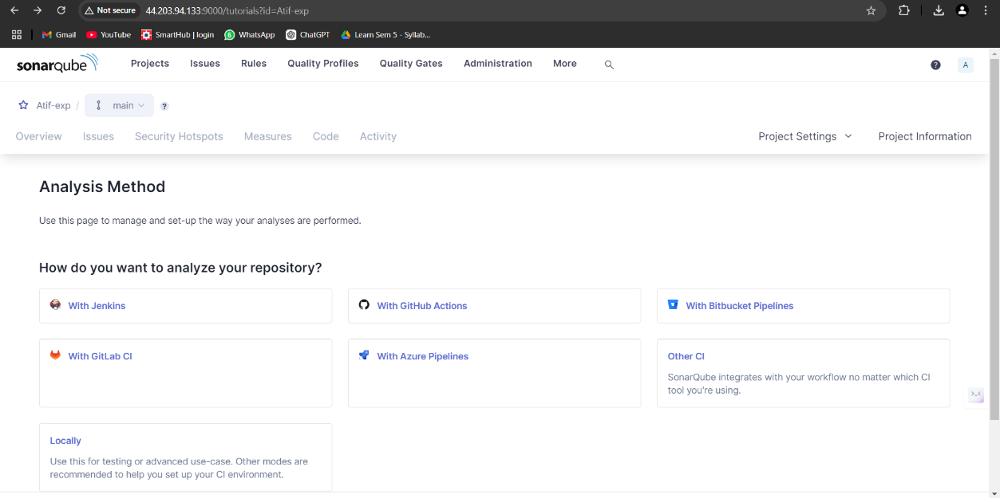 Not secure 44.203.94.133:9000/tutorials?id=Atif-exp
Gmail YouTube SmartHub | login WhatsApp ChatGPT Learn Sem 5 - Syllab...
sonarqube Projects Issues Rules Quality Profiles Quality Gates Administration More ? A
Atif-exp / main ?
Overview Issues Security Hotspots Measures Code Activity Project Settings Project Information
Analysis Method
Use this page to manage and set-up the way your analyses are performed.
How do you want to analyze your repository?
With Jenkins With GitHub Actions With Bitbucket Pipelines
With GitLab CI With Azure Pipelines Other CI
SonarQube integrates with your workflow no matter which CI
tool you're using.
Locally
Use this for testing or advanced use-case. Other modes are
recommended to help you set up your CI environment.